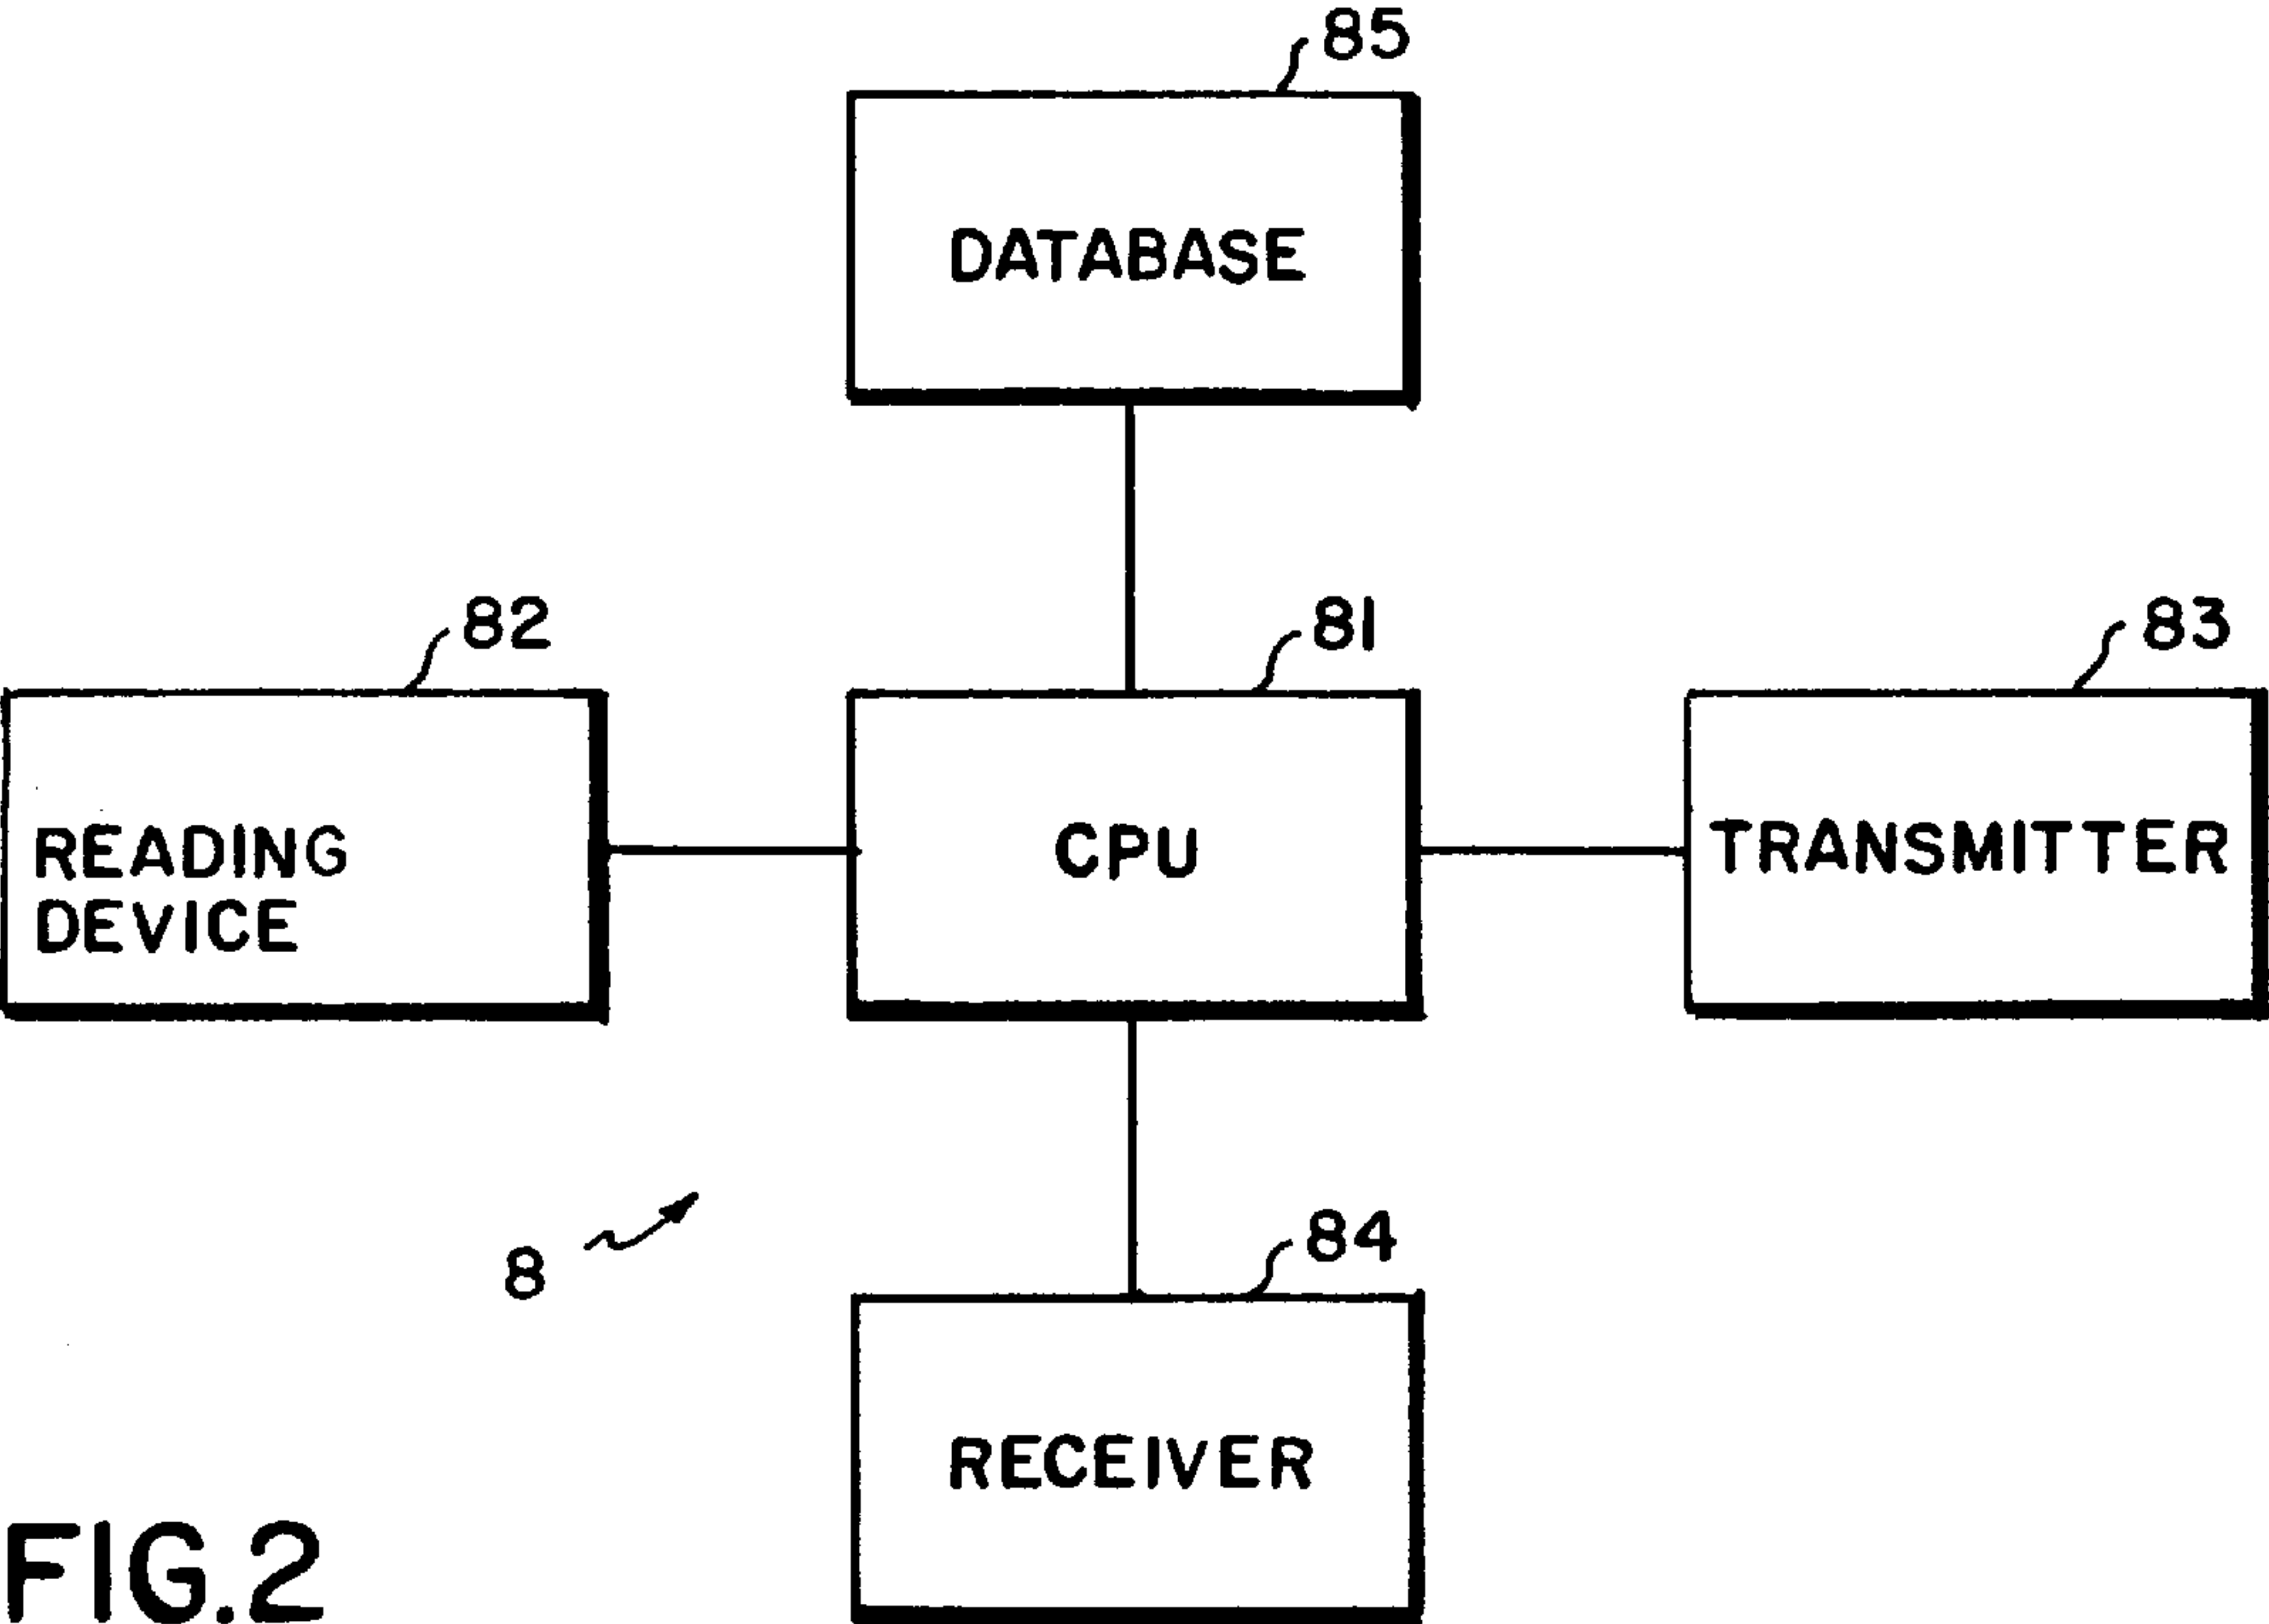 85
DATABASE
82
81
83
READING
DEVICE
CPU
TRANSMITTER
8
84
RECEIVER
FIG.2